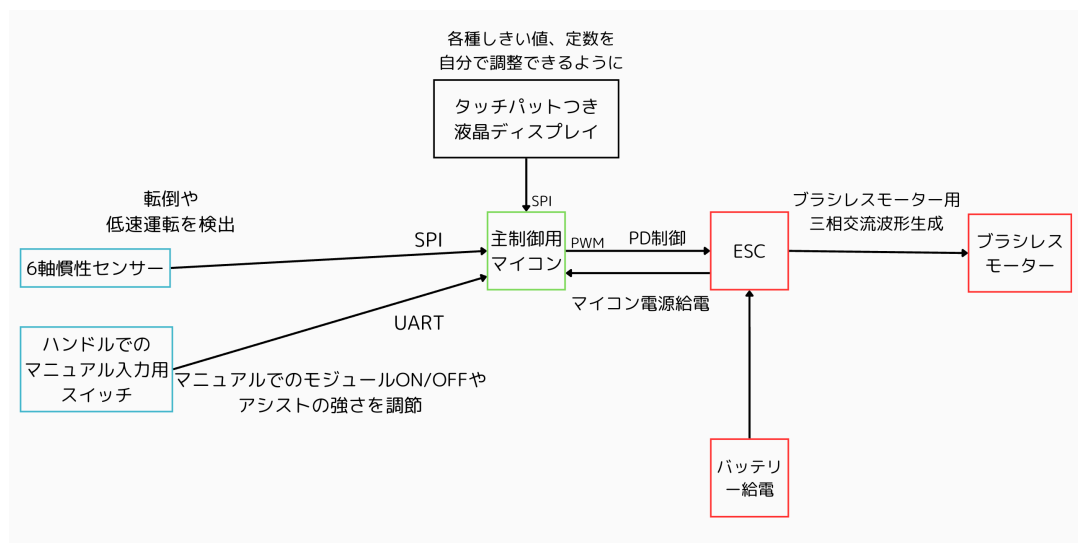 各種しきい値、定数を
自分で調整できるように
タッチパットつき
液晶ディスプレイ
SPI
転倒や
低速運転を検出
6軸慣性センサー
SPI
主制御用
マイコン
PWM
PD制御
ESC
ブラシレスモーター用
三相交流波形生成
ブラシレス
モーター
マイコン電源給電
UART
ハンドルでの
マニュアル入力用
スイッチ
マニュアルでのモジュールON/OFFや
アシストの強さを調節
バッテリ
ー給電